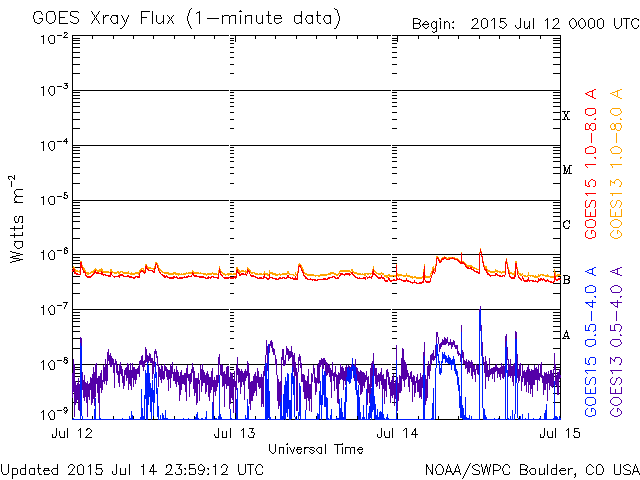 GOES Xray Flux (1-minute data)
Begin: 2015 Jul 12 0000 UTC
10⁻²
10⁻³
10⁻⁴
10⁻⁵
10⁻⁶
10⁻⁷
10⁻⁸
10⁻⁹
Watts m⁻²
X
M
C
B
A
GOES15 1.0-8.0 A
GOES13 1.0-8.0 A
GOES15 0.5-4.0 A
GOES13 0.5-4.0 A
Jul 12
Jul 13
Jul 14
Jul 15
Universal Time
Updated 2015 Jul 14 23:59:12 UTC
NOAA/SWPC Boulder, CO USA